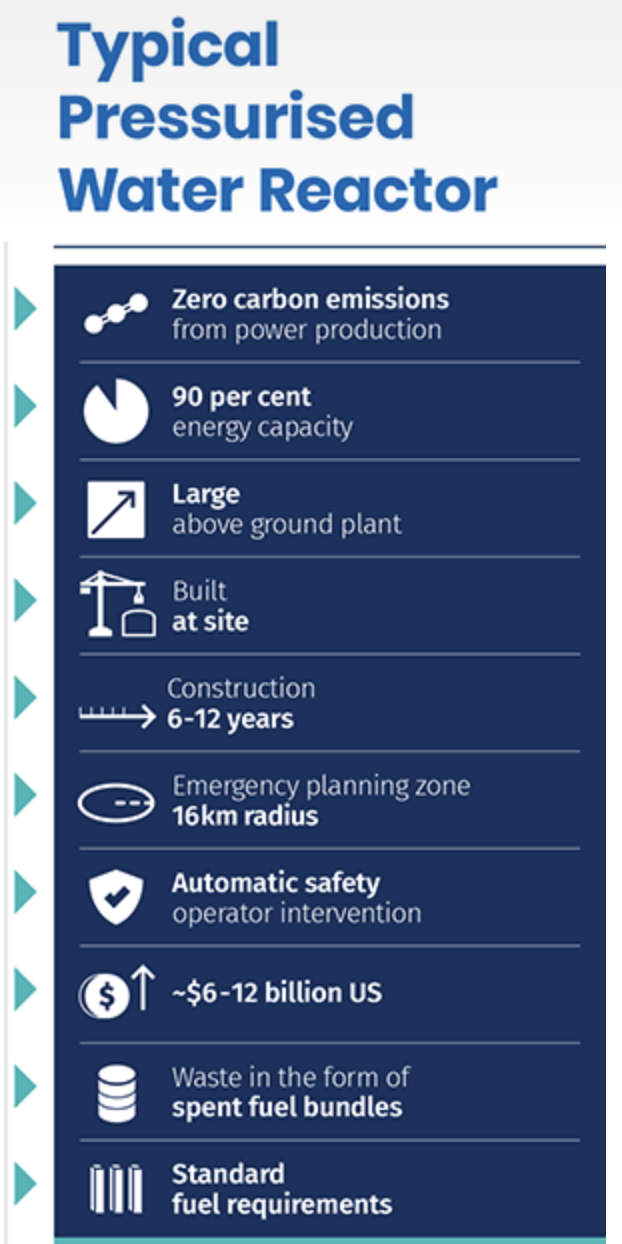 Typical
Pressurised
Water Reactor
Zero carbon emissions
from power production
90 per cent
energy capacity
Large
above ground plant
Built
at site
Construction
6-12 years
Emergency planning zone
16km radius
Automatic safety
operator intervention
$
~$6-12 billion US
Waste in the form of
spent fuel bundles
Standard
fuel requirements